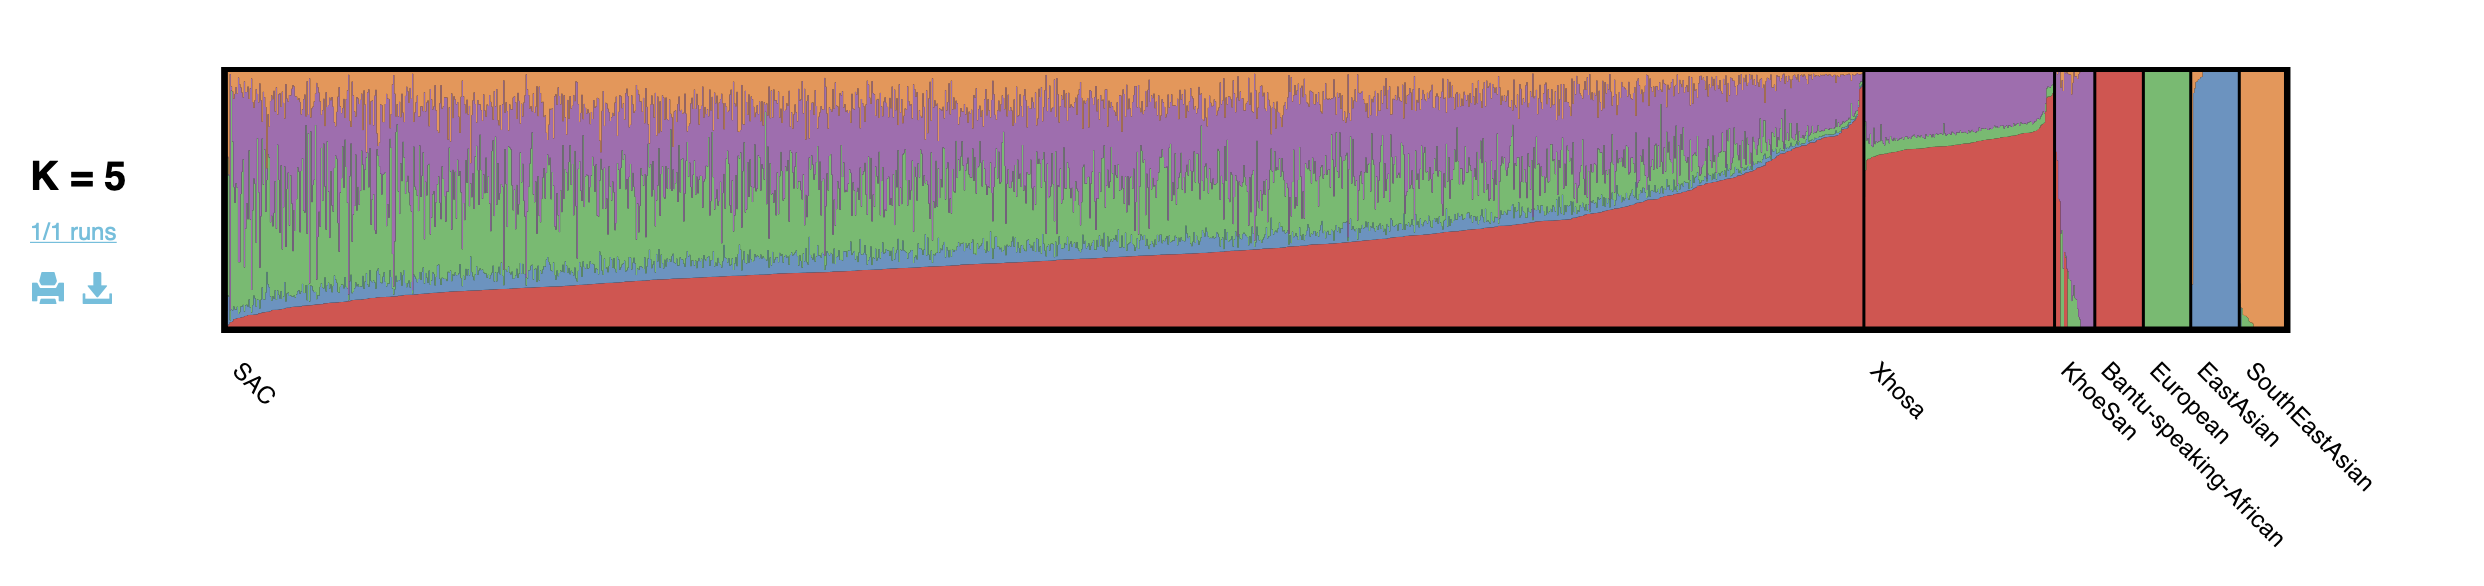 K = 5
1/1 runs
SAC
Xhosa
KhoeSan
Bantu-speaking-African
European
EastAsian
SouthEastAsian